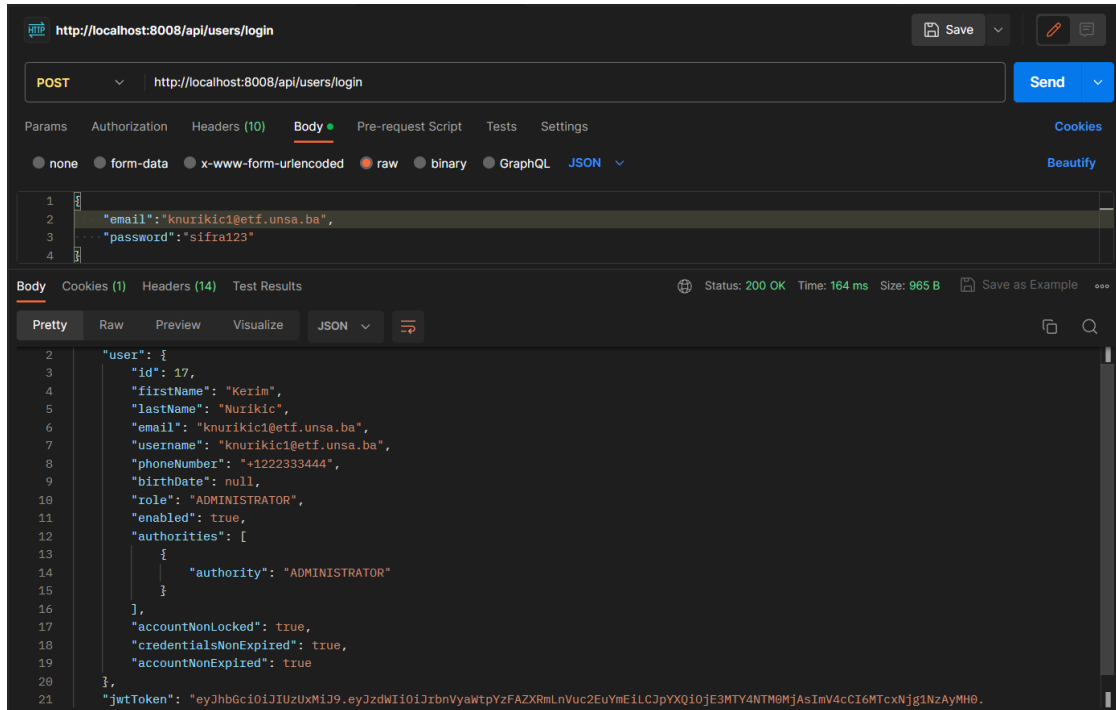 HTTP http://localhost:8008/api/users/login Save
POST http://localhost:8008/api/users/login Send
Params Authorization Headers (10) Body Pre-request Script Tests Settings Cookies
none form-data x-www-form-urlencoded raw binary GraphQL JSON Beautify
1 {
2 "email":"knurikic1@etf.unsa.ba",
3 "password":"sifra123"
4 }
Body Cookies (1) Headers (14) Test Results Status: 200 OK Time: 164 ms Size: 965 B Save as Example
Pretty Raw Preview Visualize JSON
2 "user": {
3 "id": 17,
4 "firstName": "Kerim",
5 "lastName": "Nurikic",
6 "email": "knurikic1@etf.unsa.ba",
7 "username": "knurikic1@etf.unsa.ba",
8 "phoneNumber": "+1222333444",
9 "birthDate": null,
10 "role": "ADMINISTRATOR",
11 "enabled": true,
12 "authorities": [
13 {
14 "authority": "ADMINISTRATOR"
15 }
16 ],
17 "accountNonLocked": true,
18 "credentialsNonExpired": true,
19 "accountNonExpired": true
20 },
21 "jwtToken": "eyJhbGciOiJIUzUxMiJ9.eyJzdWIiOiJrbnVyaWtpYzFAZXRmLnVuc2EuYmEiLCJpYXQiOjE3MTY4NTM0MjAsImV4cCI6MTcxNjg1NzAyMH0.